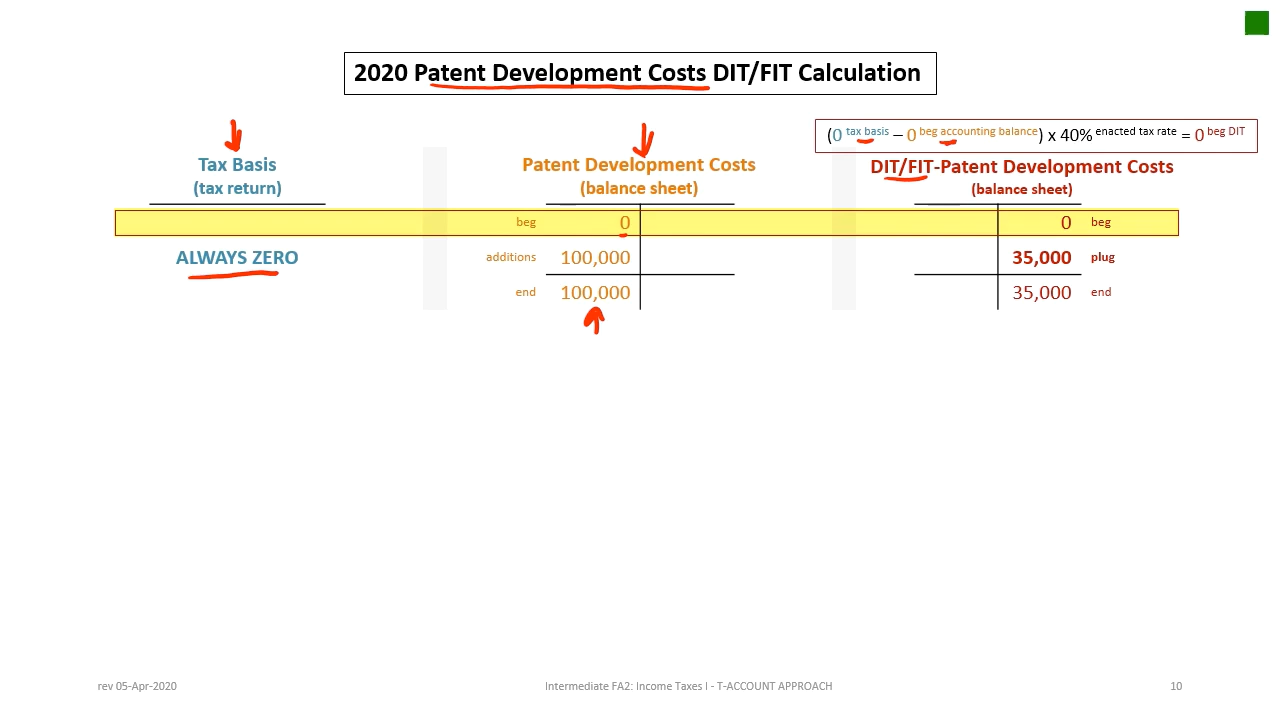 2020 Patent Development Costs DIT/FIT Calculation
(0 tax basis – 0 beg accounting balance) x 40% enacted tax rate = 0 beg DIT
Tax Basis
(tax return)
Patent Development Costs
(balance sheet)
DIT/FIT-Patent Development Costs
(balance sheet)
beg 0 0 beg
ALWAYS ZERO additions 100,000 35,000 plug
end 100,000 35,000 end
rev 05-Apr-2020 Intermediate FA2: Income Taxes I - T-ACCOUNT APPROACH 10